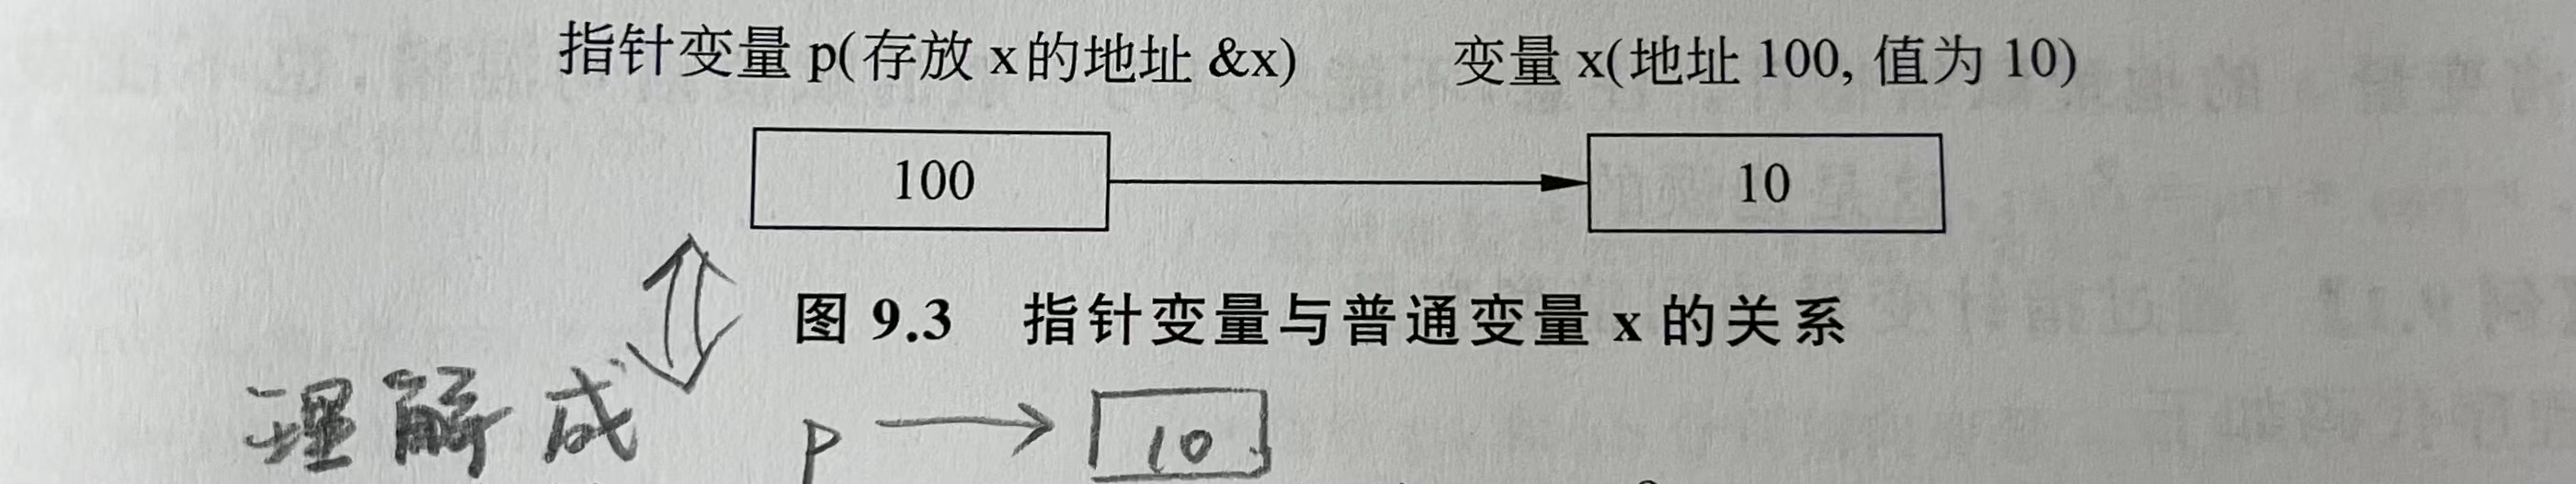 指针变量 p(存放 x的地址 &x) 变量 x(地址 100, 值为 10)
100 10
图 9.3 指针变量与普通变量 x 的关系
理解成 p 10